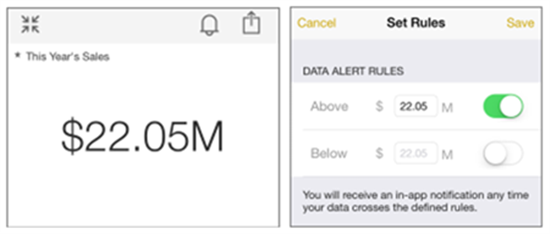 * This Year's Sales
$22.05M
Cancel Set Rules Save
DATA ALERT RULES
Above $ 22.05 M
Below $ 22.05 M
You will receive an in-app notification any time
your data crosses the defined rules.